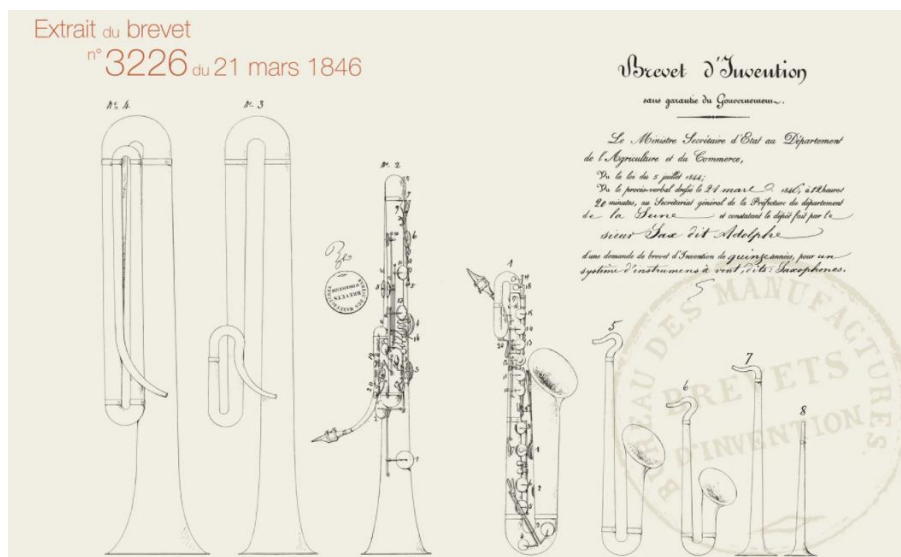 Extrait du brevet
n° 3226 du 21 mars 1846
Brevet d'Invention
sans garantie du Gouvernement.
Le Ministre Secrétaire d'Etat au Département
de l'Agriculture et du Commerce,
Vu la loi du 5 juillet 1844;
Vu le procès-verbal dressé le 21 mars 1846, à 12 heures
20 minutes, au Secrétariat général de la Préfecture du département
de la Seine et constatant le dépôt fait par le
sieur Sax dit Adolphe
d'une demande de brevet d'Invention de quinze années, pour un
système d'instrumens à vent, dits: Saxophones.
N°. 4
N°. 3
N°. 2
1
5
6
7
8
BUREAU DES MANUFACTURES.
BREVETS
D'INVENTION